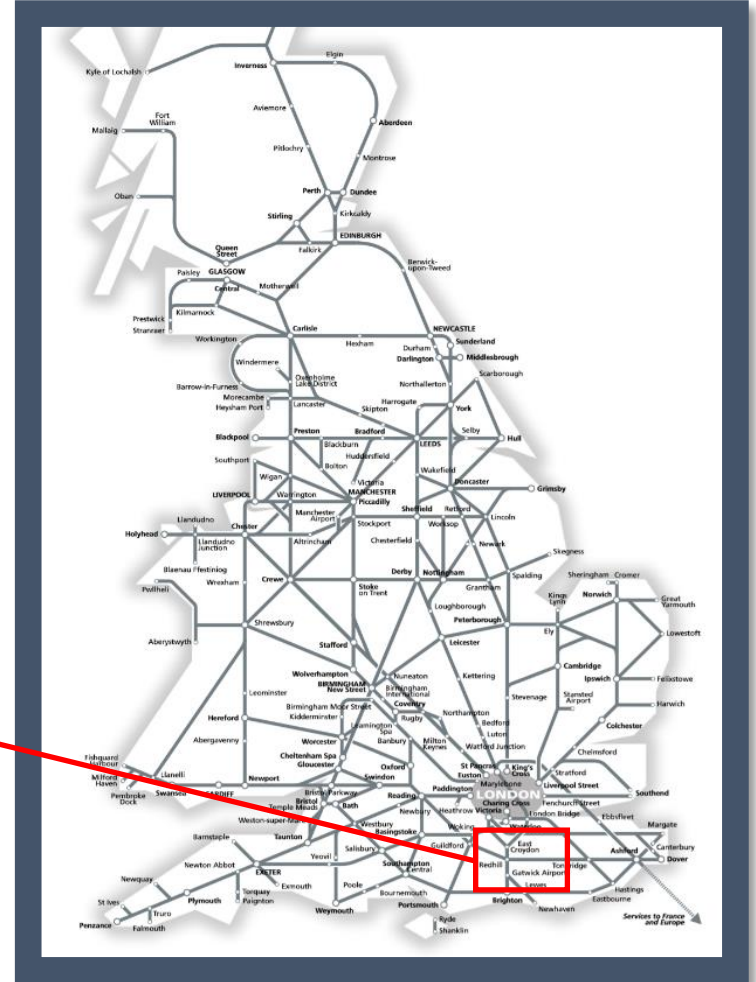 Elgin
Inverness
Kyle of Lochalsh
Aviemore
Fort
William
Mallaig
Aberdeen
Pitlochry
Montrose
Perth
Dundee
Oban
Stirling
Kirkcaldy
EDINBURGH
Queen
Street
Falkirk
Berwick-
upon-Tweed
Paisley
GLASGOW
Central
Motherwell
Prestwick
Kilmarnock
Stranraer
Carlisle
NEWCASTLE
Workington
Hexham
Sunderland
Durham
Windermere
Darlington
Middlesbrough
Oxenholme
Lake District
Scarborough
Barrow-in-Furness
Northallerton
Morecambe
Heysham Port
Lancaster
Harrogate
Skipton
York
Blackpool
Preston
Bradford
LEEDS
Selby
Hull
Blackburn
Southport
Huddersfield
Bolton
Wigan
Wakefield
Victoria
Doncaster
LIVERPOOL
Warrington
MANCHESTER
Piccadilly
Grimsby
Manchester
Airport
Sheffield
Retford
Llandudno
Chester
Stockport
Worksop
Lincoln
Holyhead
Llandudno
Junction
Altrincham
Chesterfield
Newark
Skegness
Blaenau Ffestiniog
Crewe
Derby
Nottingham
Spalding
Sheringham
Cromer
Pwllheli
Wrexham
Stoke
on Trent
Grantham
Kings
Lynn
Norwich
Great
Yarmouth
Loughborough
Shrewsbury
Peterborough
Ely
Aberystwyth
Stafford
Leicester
Lowestoft
Wolverhampton
Nuneaton
Kettering
Cambridge
BIRMINGHAM
New Street
Birmingham
International
Ipswich
Felixstowe
Leominster
Birmingham Moor Street
Coventry
Stevenage
Stansted
Airport
Harwich
Hereford
Kidderminster
Rugby
Northampton
Leamington
Spa
Bedford
Colchester
Abergavenny
Worcester
Banbury
Milton
Keynes
Luton
Cheltenham Spa
Watford Junction
Chelmsford
Fishguard
Harbour
Gloucester
Oxford
St Pancras
King's
Cross
Milford
Haven
Llanelli
Newport
Swindon
Euston
Stratford
Marylebone
Liverpool Street
Pembroke
Dock
Swansea
CARDIFF
Bristol Parkway
Reading
Paddington
LONDON
Southend
Bristol
Temple Meads
Bath
Charing Cross
Fenchurch Street
Newbury
Heathrow
Victoria
London Bridge
Ebbsfleet
Weston-super-Mare
Westbury
Waterloo
Margate
Barnstaple
Taunton
Basingstoke
Woking
East
Croydon
Canterbury
Salisbury
Guildford
Ashford
Dover
Newton Abbot
Yeovil
Redhill
Tonbridge
Southampton
Central
Gatwick Airport
Newquay
EXETER
Lewes
Hastings
Torquay
Exmouth
Poole
Bournemouth
Eastbourne
St Ives
Plymouth
Paignton
Weymouth
Portsmouth
Brighton
Newhaven
Truro
Penzance
Falmouth
Ryde
Shanklin
Services to France
and Europe